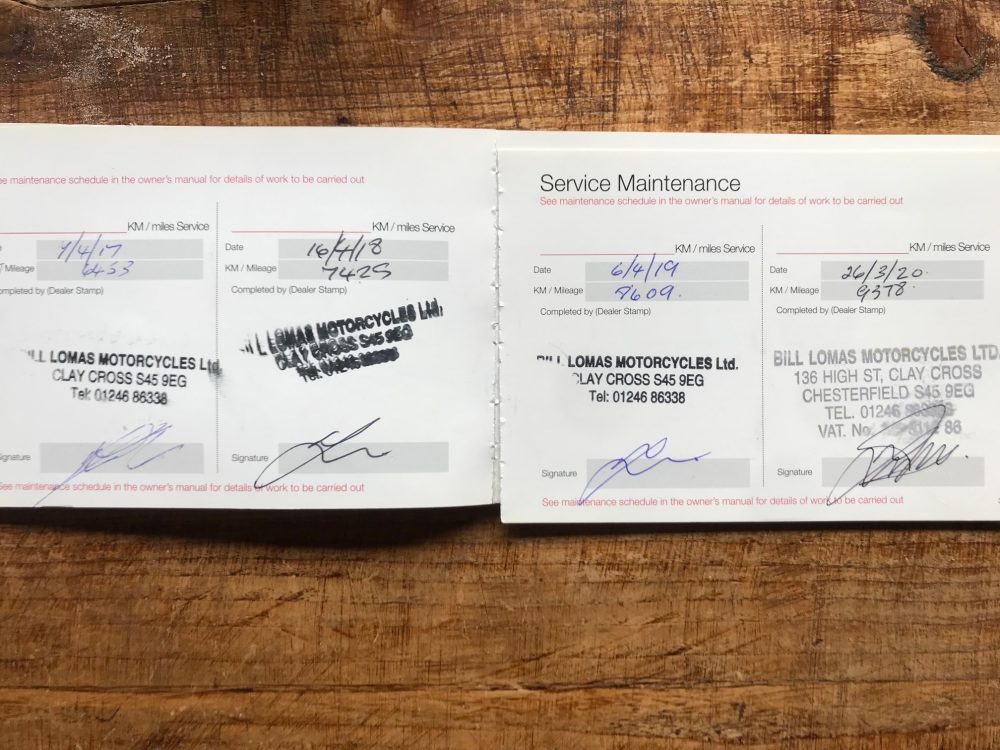 ee maintenance schedule in the owner's manual for details of work to be carried out
KM / miles Service
7/4/17
Mileage 6433
ompleted by (Dealer Stamp)
ILL LOMAS MOTORCYCLES Ltd
CLAY CROSS S45 9EG
Tel: 01246 86338
ignature
See maintenance schedule in the owner's manual for details of work to be carried out
KM / miles Service
Date 16/4/18
KM / Mileage 7425
Completed by (Dealer Stamp)
LOMAS MOTORCYCLES Ltd.
CLAY CROSS S45 9EG
Signature
Service Maintenance
See maintenance schedule in the owner's manual for details of work to be carried out
KM / miles Service
Date 6/4/19
KM / Mileage 8609.
Completed by (Dealer Stamp)
LOMAS MOTORCYCLES Ltd.
CLAY CROSS S45 9EG
Tel: 01246 86338
Signature
KM / miles Service
Date 26/3/20.
KM / Mileage 9378.
Completed by (Dealer Stamp)
BILL LOMAS MOTORCYCLES LTD.
136 HIGH ST, CLAY CROSS
CHESTERFIELD S45 9EG
TEL. 01246
VAT. No 86
Signature
See maintenance schedule in the owner's manual for details of work to be carried out